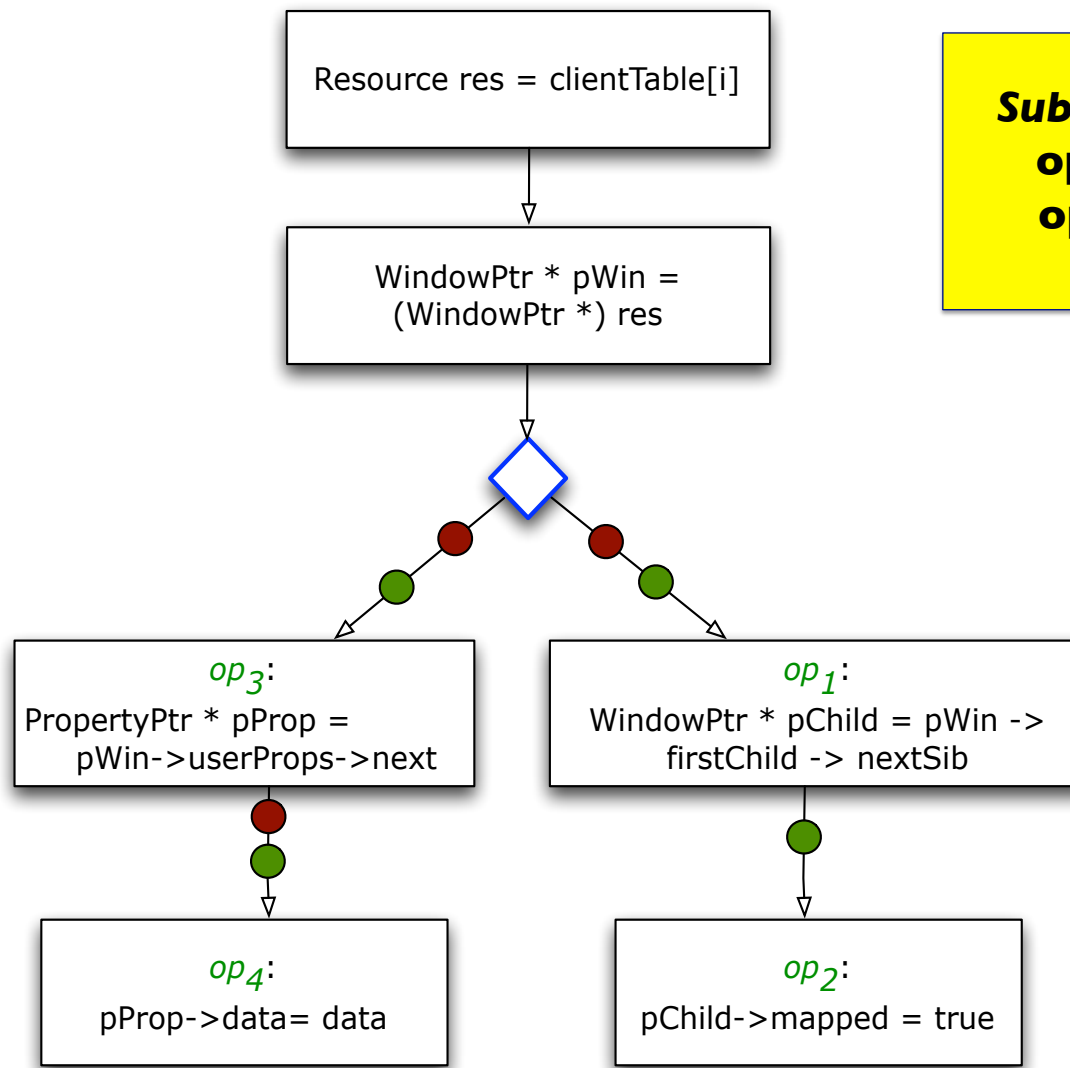 Resource res = clientTable[i]
Sub
op
op
WindowPtr * pWin =
(WindowPtr *) res
op3:
PropertyPtr * pProp =
pWin->userProps->next
op1:
WindowPtr * pChild = pWin ->
firstChild -> nextSib
op4:
pProp->data= data
op2:
pChild->mapped = true